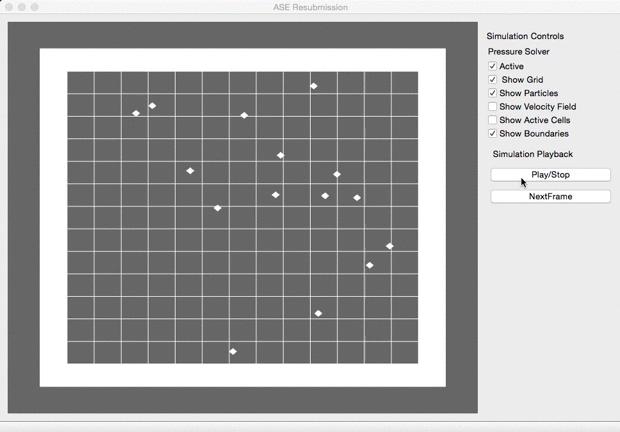 ASE Resubmission
Simulation Controls
Pressure Solver
Active
Show Grid
Show Particles
Show Velocity Field
Show Active Cells
Show Boundaries
Simulation Playback
Play/Stop
NextFrame